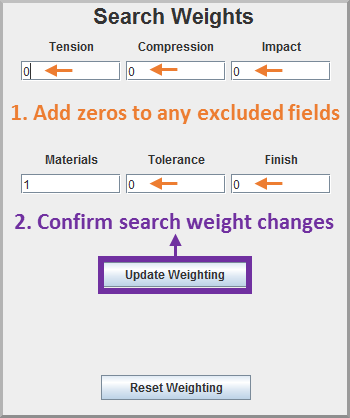 Search Weights
Tension Compression Impact
0 0 0
1. Add zeros to any excluded fields
Materials Tolerance Finish
1 0 0
2. Confirm search weight changes
Update Weighting
Reset Weighting